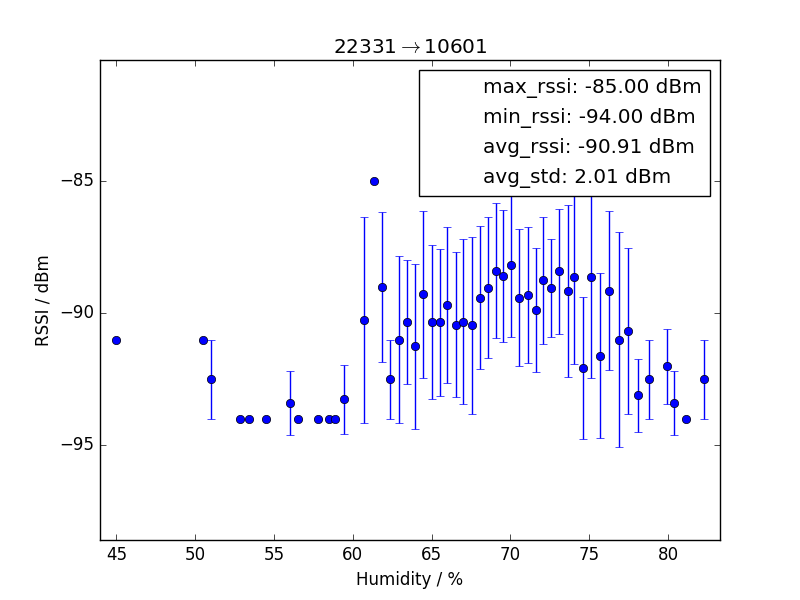 22331→10601
max_rssi: -85.00 dBm
min_rssi: -94.00 dBm
avg_rssi: -90.91 dBm
avg_std: 2.01 dBm
−85
−90
−95
RSSI / dBm
45 50 55 60 65 70 75 80
Humidity / %